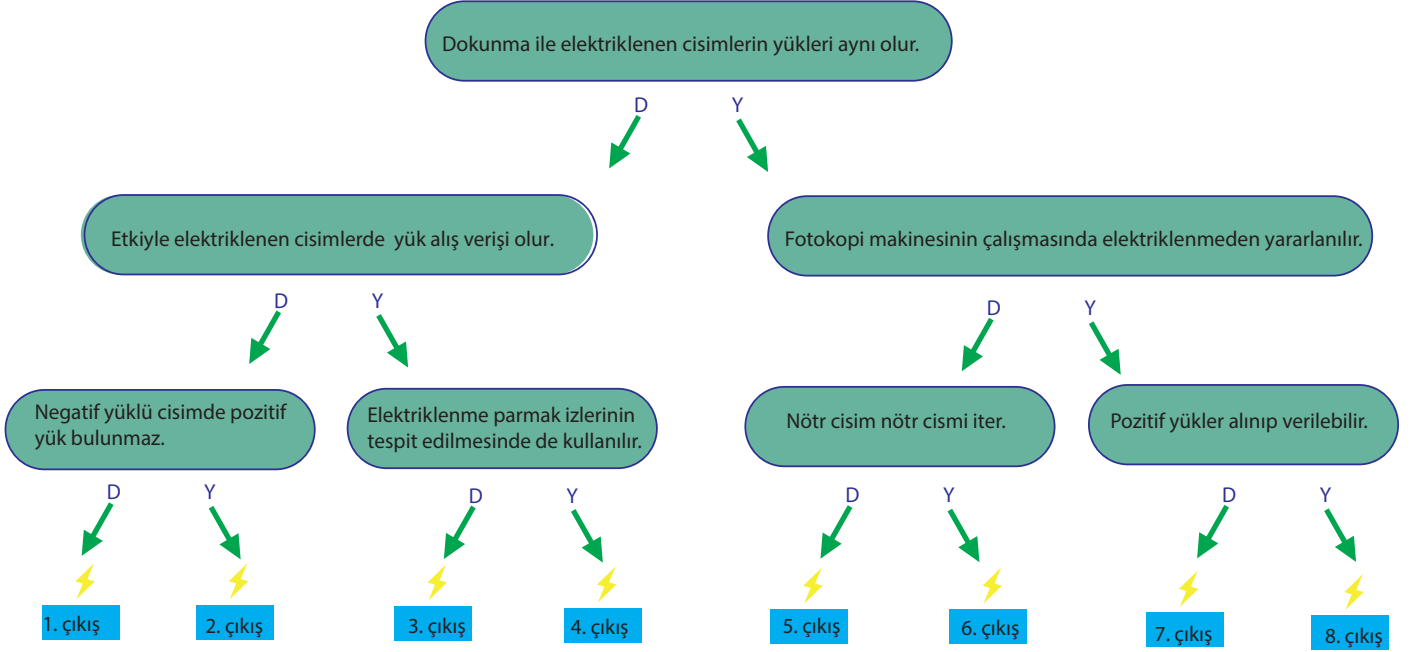 Dokunma ile elektriklenen cisimlerin yükleri aynı olur.
D
Y
Etkiyle elektriklenen cisimlerde yük alış verişi olur.
Fotokopi makinesinin çalışmasında elektriklenmeden yararlanılır.
D
Y
D
Y
Negatif yüklü cisimde pozitif
yük bulunmaz.
Elektriklenme parmak izlerinin
tespit edilmesinde de kullanılır.
Nötr cisim nötr cismi iter.
Pozitif yükler alınıp verilebilir.
D
Y
D
Y
D
Y
D
Y
1. çıkış
2. çıkış
3. çıkış
4. çıkış
5. çıkış
6. çıkış
7. çıkış
8. çıkış